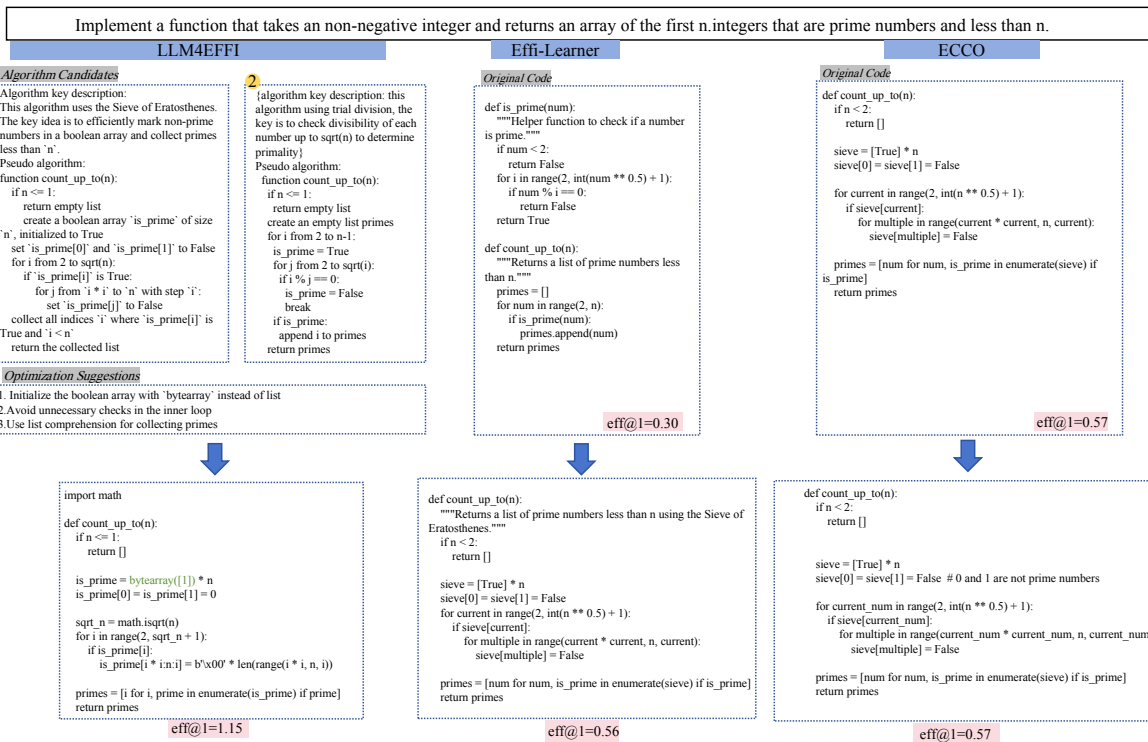 Implement a function that takes an non-negative integer and returns an array of the first n.integers that are prime numbers and less than n.
LLM4EFFI
Algorithm Candidates
Algorithm key description:
This algorithm uses the Sieve of Eratosthenes.
The key idea is to efficiently mark non-prime
numbers in a boolean array and collect primes
less than `n`.
Pseudo algorithm:
function count_up_to(n):
if n <= 1:
return empty list
create a boolean array `is_prime` of size
`n`, initialized to True
set `is_prime[0]` and `is_prime[1]` to False
for i from 2 to sqrt(n):
if `is_prime[i]` is True:
for j from `i * i` to `n` with step `i`:
set `is_prime[j]` to False
collect all indices `i` where `is_prime[i]` is
True and `i < n`
return the collected list
2
{algorithm key description: this
algorithm using trial division, the
key is to check divisibility of each
number up to sqrt(n) to determine
primality}
Pseudo algorithm:
function count_up_to(n):
if n <= 1:
return empty list
create an empty list primes
for i from 2 to n-1:
is_prime = True
for j from 2 to sqrt(i):
if i % j == 0:
is_prime = False
break
if is_prime:
append i to primes
return primes
Optimization Suggestions
1. Initialize the boolean array with `bytearray` instead of list
2.Avoid unnecessary checks in the inner loop
3.Use list comprehension for collecting primes
import math
def count_up_to(n):
if n <= 1:
return []
is_prime = bytearray([1]) * n
is_prime[0] = is_prime[1] = 0
sqrt_n = math.isqrt(n)
for i in range(2, sqrt_n + 1):
if is_prime[i]:
is_prime[i * i:n:i] = b'\x00' * len(range(i * i, n, i))
primes = [i for i, prime in enumerate(is_prime) if prime]
return primes
eff@1=1.15
Effi-Learner
Original Code
def is_prime(num):
"""Helper function to check if a number
is prime."""
if num < 2:
return False
for i in range(2, int(num ** 0.5) + 1):
if num % i == 0:
return False
return True
def count_up_to(n):
"""Returns a list of prime numbers less
than n."""
primes = []
for num in range(2, n):
if is_prime(num):
primes.append(num)
return primes
eff@1=0.30
def count_up_to(n):
"""Returns a list of prime numbers less than n using the Sieve of
Eratosthenes."""
if n < 2:
return []
sieve = [True] * n
sieve[0] = sieve[1] = False
for current in range(2, int(n ** 0.5) + 1):
if sieve[current]:
for multiple in range(current * current, n, current):
sieve[multiple] = False
primes = [num for num, is_prime in enumerate(sieve) if is_prime]
return primes
eff@1=0.56
ECCO
Original Code
def count_up_to(n):
if n < 2:
return []
sieve = [True] * n
sieve[0] = sieve[1] = False
for current in range(2, int(n ** 0.5) + 1):
if sieve[current]:
for multiple in range(current * current, n, current):
sieve[multiple] = False
primes = [num for num, is_prime in enumerate(sieve) if
is_prime]
return primes
eff@1=0.57
def count_up_to(n):
if n < 2:
return []
sieve = [True] * n
sieve[0] = sieve[1] = False # 0 and 1 are not prime numbers
for current_num in range(2, int(n ** 0.5) + 1):
if sieve[current_num]:
for multiple in range(current_num * current_num, n, current_num
sieve[multiple] = False
primes = [num for num, is_prime in enumerate(sieve) if is_prime]
return primes
eff@1=0.57